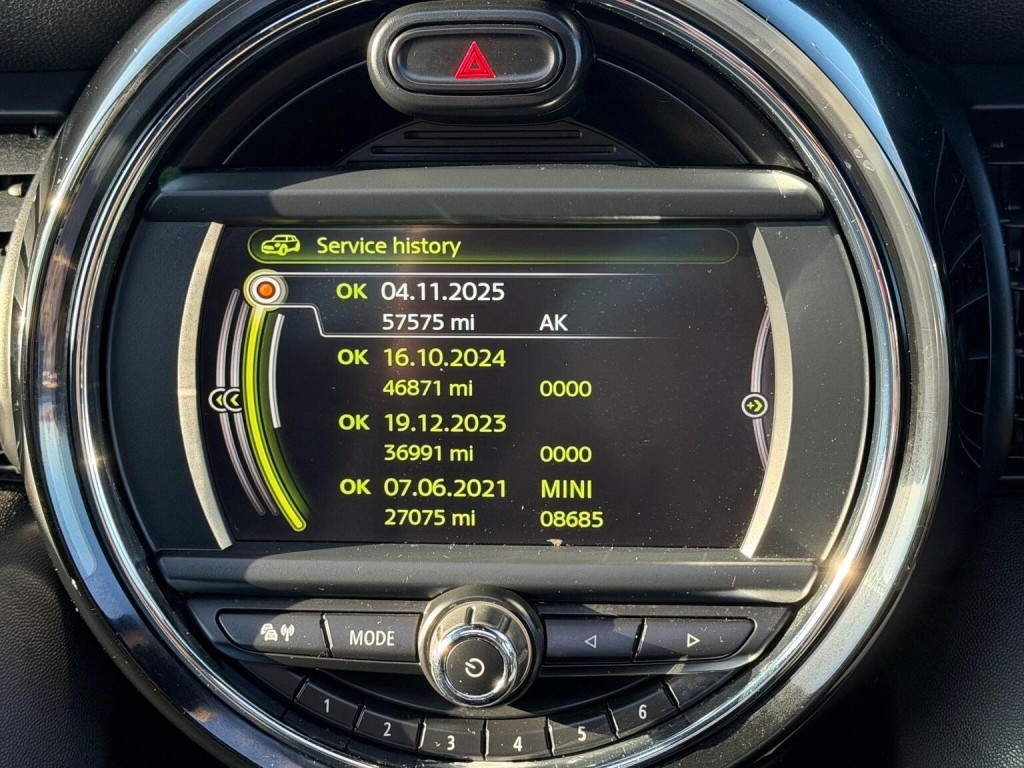 Service history
OK 04.11.2025
57575 mi AK
OK 16.10.2024
46871 mi 0000
OK 19.12.2023
36991 mi 0000
OK 07.06.2021 MINI
27075 mi 08685
MODE
1 2 3 4 5 6